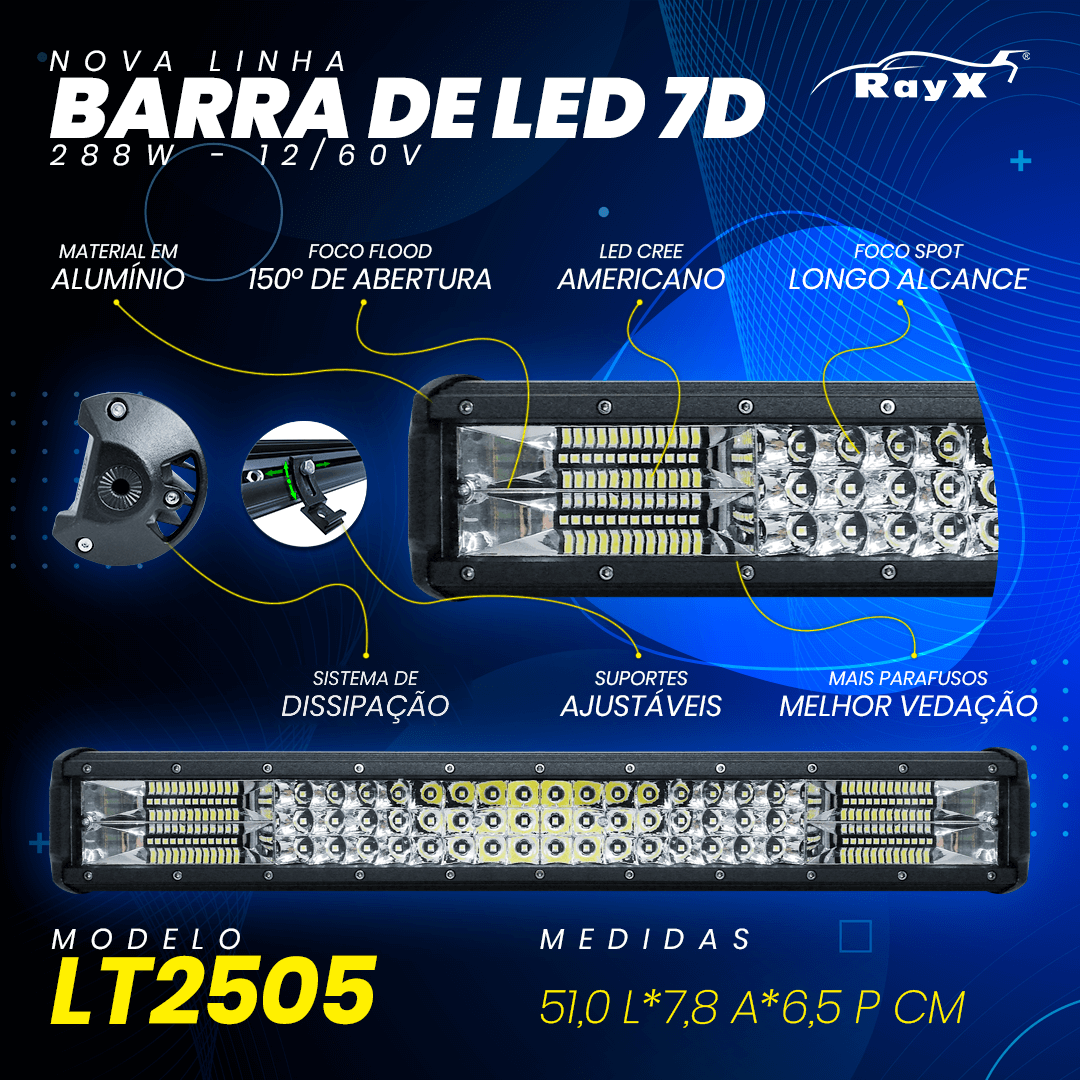 NOVA LINHA
BARRA DE LED 7D
288W - 12/60V
RayX®
MATERIAL EM
ALUMÍNIO
FOCO FLOOD
150º DE ABERTURA
LED CREE
AMERICANO
FOCO SPOT
LONGO ALCANCE
SISTEMA DE
DISSIPAÇÃO
SUPORTES
AJUSTÁVEIS
MAIS PARAFUSOS
MELHOR VEDAÇÃO
MODELO
LT2505
MEDIDAS
51,0 L*7,8 A*6,5 P CM